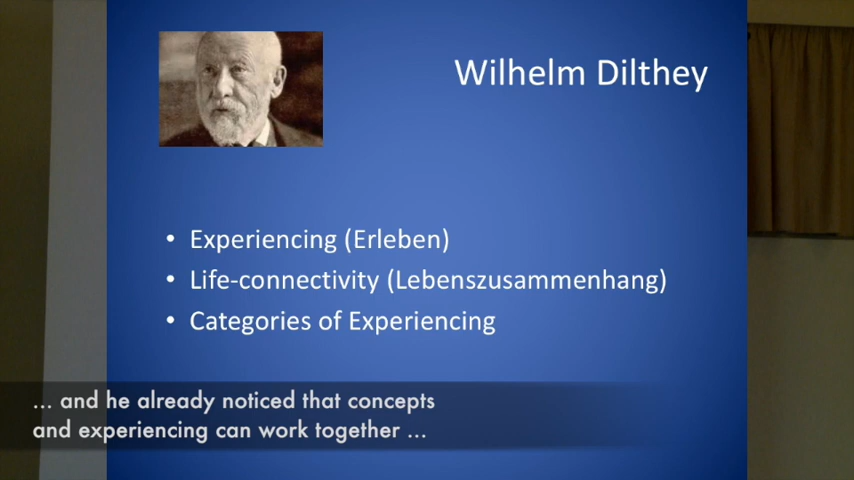 Wilhelm Dilthey
• Experiencing (Erleben)
• Life-connectivity (Lebenszusammenhang)
• Categories of Experiencing
... and he already noticed that concepts
and experiencing can work together ...